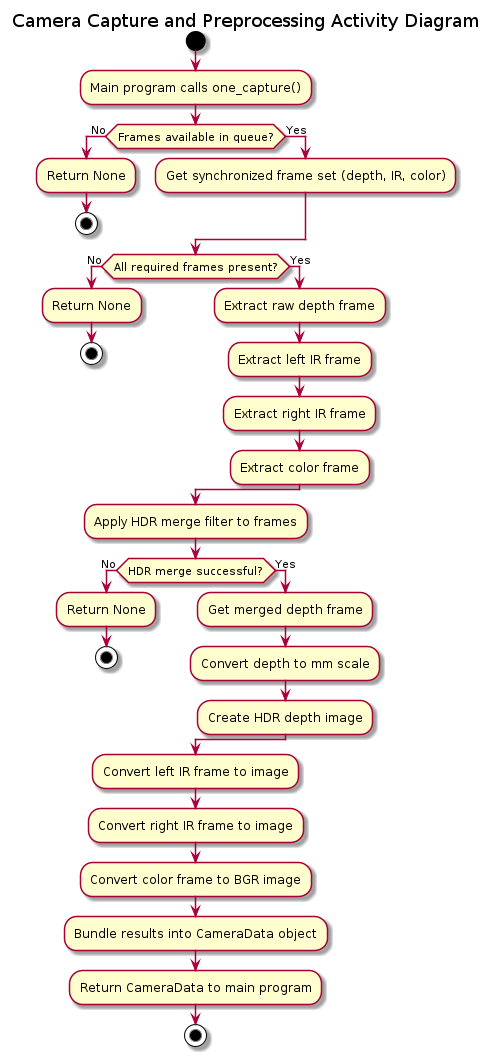 Camera Capture and Preprocessing Activity Diagram
Main program calls one_capture()
No
Frames available in queue?
Yes
Return None
Get synchronized frame set (depth, IR, color)
No
All required frames present?
Yes
Return None
Extract raw depth frame
Extract left IR frame
Extract right IR frame
Extract color frame
Apply HDR merge filter to frames
No
HDR merge successful?
Yes
Return None
Get merged depth frame
Convert depth to mm scale
Create HDR depth image
Convert left IR frame to image
Convert right IR frame to image
Convert color frame to BGR image
Bundle results into CameraData object
Return CameraData to main program